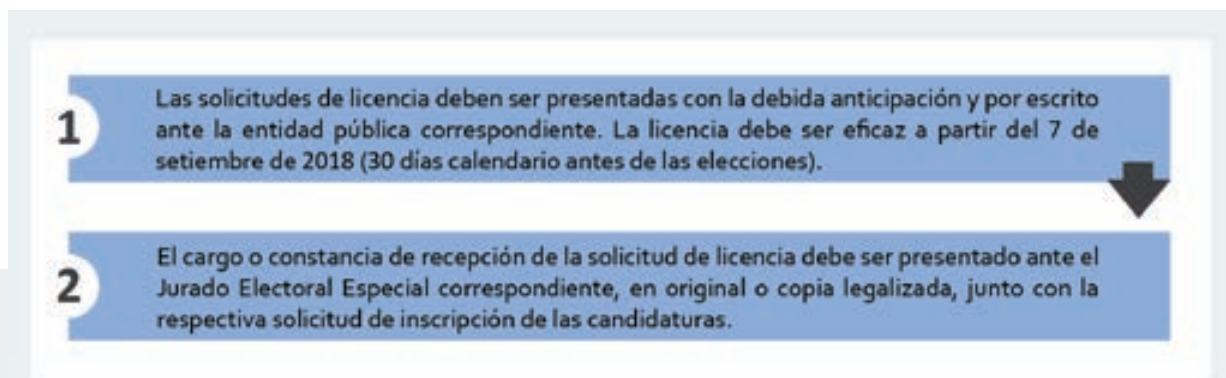 1
Las solicitudes de licencia deben ser presentadas con la debida anticipación y por escrito
ante la entidad pública correspondiente. La licencia debe ser eficaz a partir del 7 de
setiembre de 2018 (30 días calendario antes de las elecciones).
2
El cargo o constancia de recepción de la solicitud de licencia debe ser presentado ante el
Jurado Electoral Especial correspondiente, en original o copia legalizada, junto con la
respectiva solicitud de inscripción de las candidaturas.